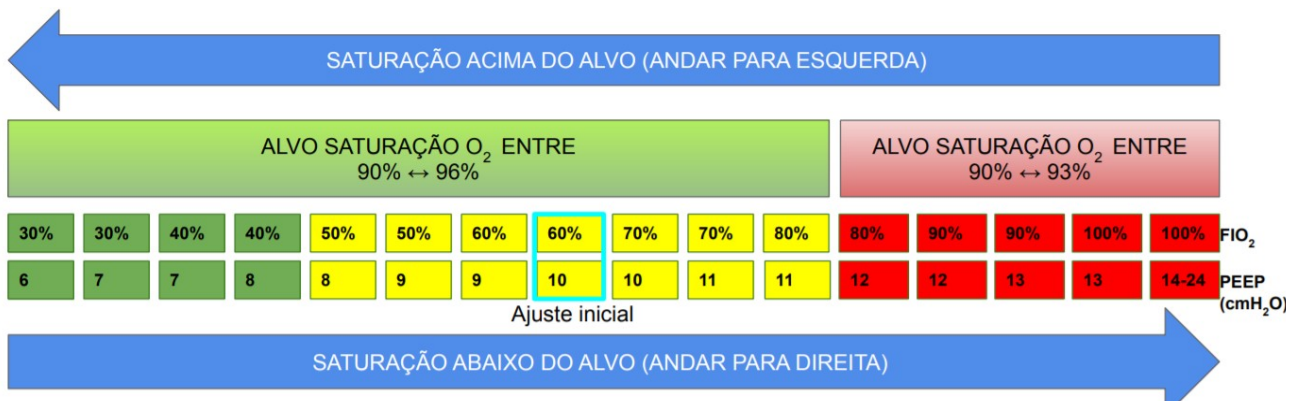 SATURAÇÃO ACIMA DO ALVO (ANDAR PARA ESQUERDA)
ALVO SATURAÇÃO O₂ ENTRE
90% ↔ 96%
ALVO SATURAÇÃO O₂ ENTRE
90% ↔ 93%
30% 30% 40% 40% 50% 50% 60% 60% 70% 70% 80% 80% 90% 90% 100% 100% FIO₂
6 7 7 8 8 9 9 10 10 11 11 12 12 13 13 14-24 PEEP
(cmH₂O)
Ajuste inicial
SATURAÇÃO ABAIXO DO ALVO (ANDAR PARA DIREITA)